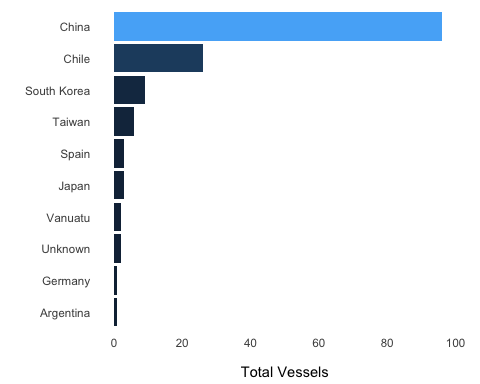 China
Chile
South Korea
Taiwan
Spain
Japan
Vanuatu
Unknown
Germany
Argentina
0 20 40 60 80 100
Total Vessels